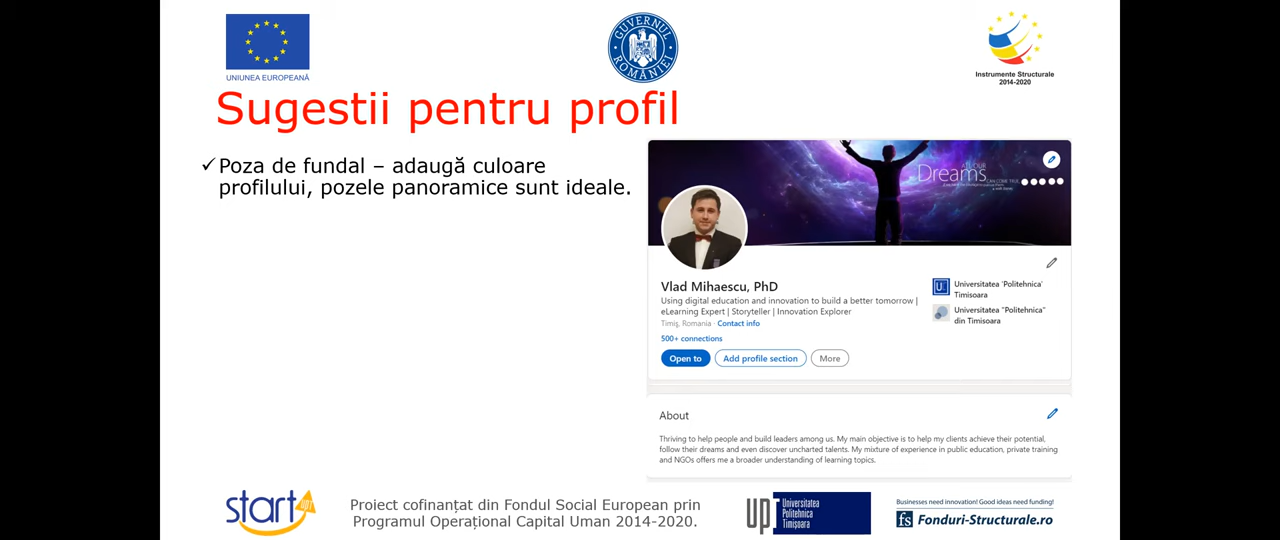 UNIUNEA EUROPEANĂ
GUVERNUL ROMÂNIEI
Instrumente Structurale
2014-2020
Sugestii pentru profil
✓Poza de fundal – adaugă culoare
profilului, pozele panoramice sunt ideale.
Dreams
Vlad Mihaescu, PhD
Using digital education and innovation to build a better tomorrow |
eLearning Expert | Storyteller | Innovation Explorer
Timiş, Romania · Contact info
500+ connections
Open to
Add profile section
More
Universitatea 'Politehnica'
Timisoara
Universitatea "Politehnica"
din Timisoara
About
Thriving to help people and build leaders among us. My main objective is to help my clients achieve their potential,
follow their dreams and even discover uncharted talents. My mixture of experience in public education, private training
and NGOs offers me a broader understanding of learning topics.
start
Proiect cofinanțat din Fondul Social European prin
Programul Operațional Capital Uman 2014-2020.
upt
Universitatea
Politehnica
Timișoara
Businesses need innovation! Good ideas need funding!
fs Fonduri-Structurale.ro